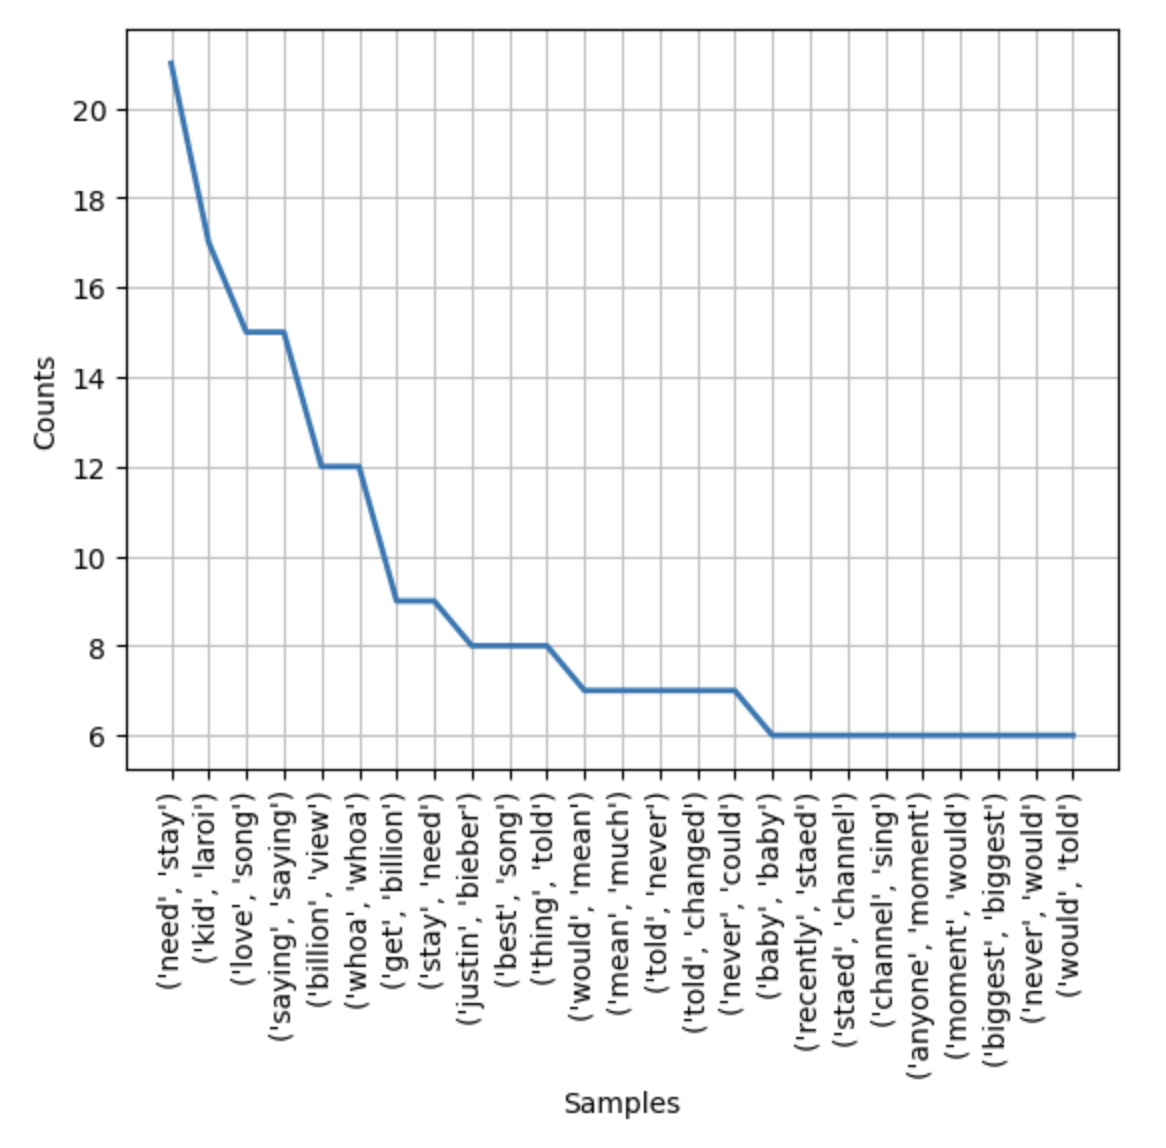 20
18
16
14
12
10
8
6
Counts
('need', 'stay')
('kid', 'laroi')
('love', 'song')
('saying', 'saying')
('billion', 'view')
('whoa', 'whoa')
('get', 'billion')
('stay', 'need')
('justin', 'bieber')
('best', 'song')
('thing', 'told')
('would', 'mean')
('mean', 'much')
('told', 'never')
('told', 'changed')
('never', 'could')
('baby', 'baby')
('recently', 'staed')
('staed', 'channel')
('channel', 'sing')
('anyone', 'moment')
('moment', 'would')
('biggest', 'biggest')
('never', 'would')
('would', 'told')
Samples